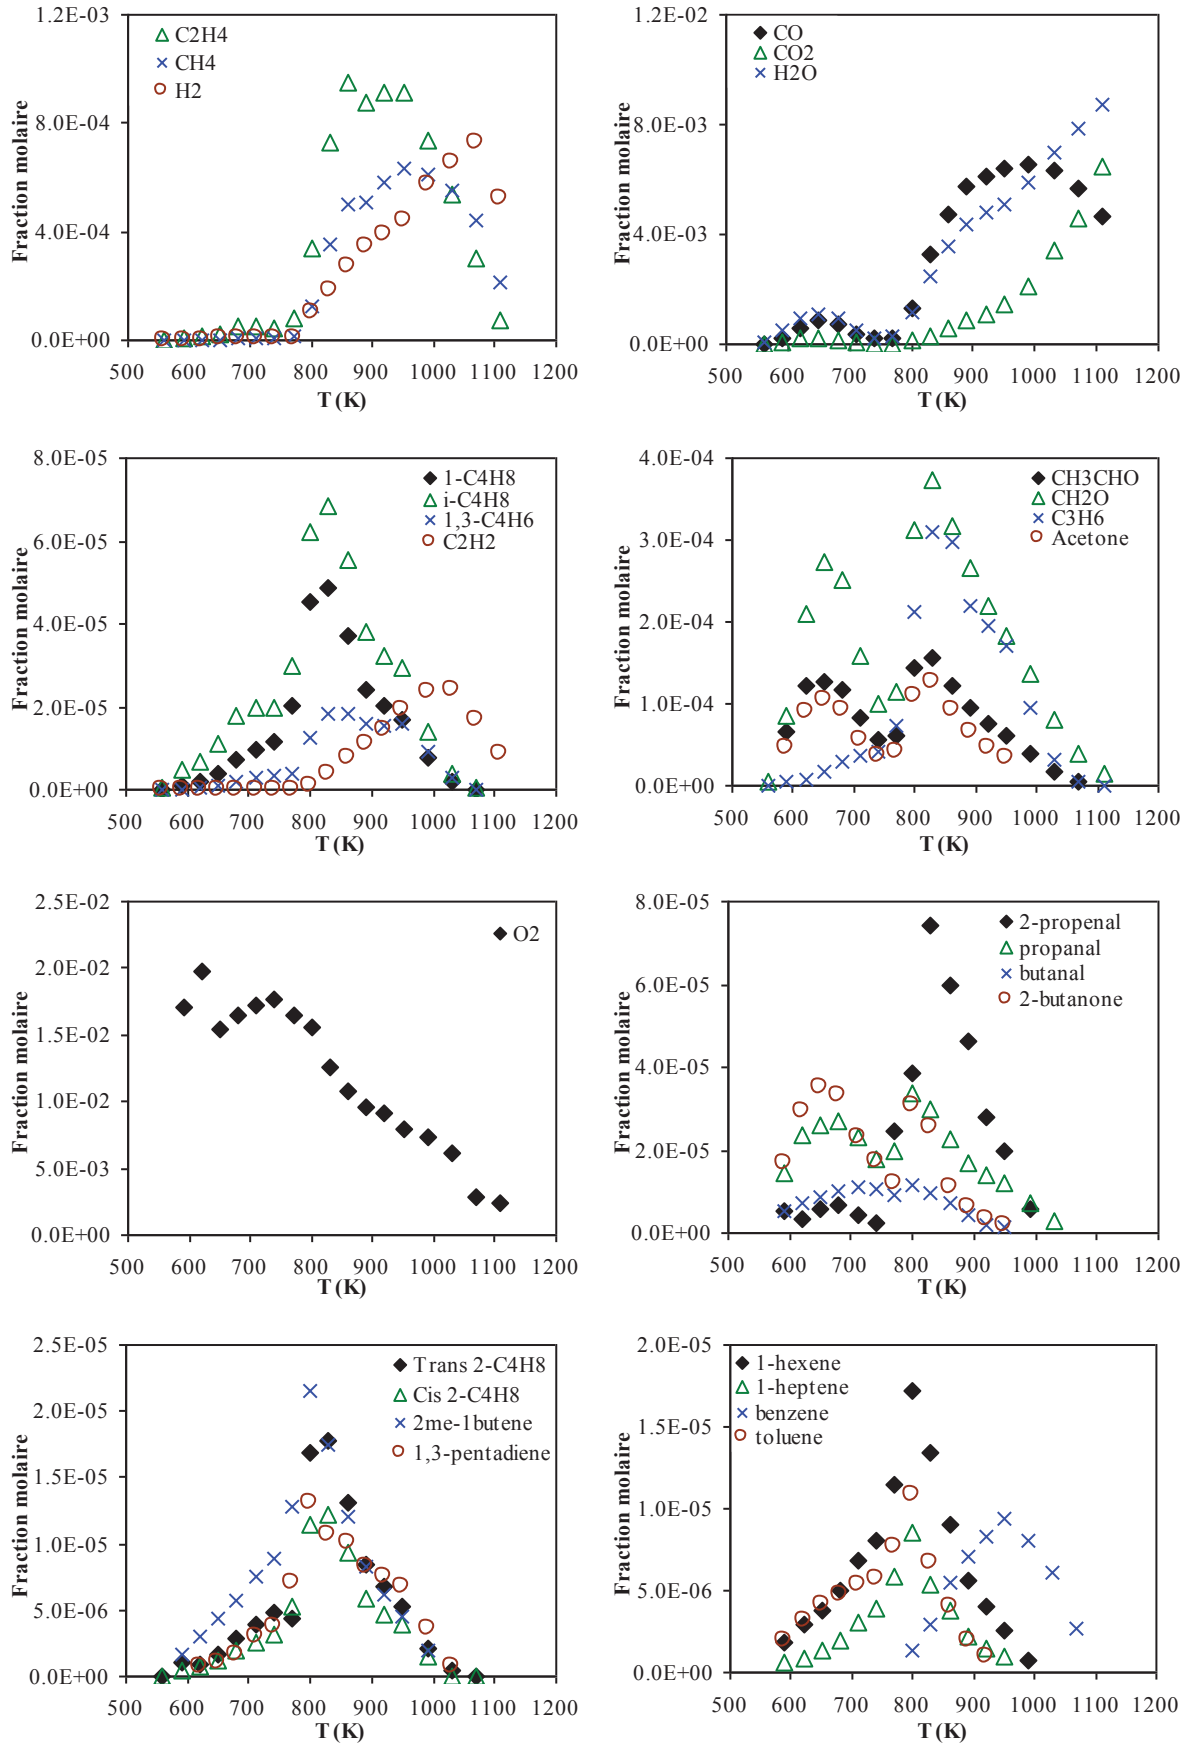 1.2E-03
8.0E-04
4.0E-04
0.0E+00
Fraction molaire
C2H4
CH4
H2
500 600 700 800 900 1000 1100 1200
T (K)
1.2E-02
8.0E-03
4.0E-03
0.0E+00
Fraction molaire
CO
CO2
H2O
500 600 700 800 900 1000 1100 1200
T (K)
8.0E-05
6.0E-05
4.0E-05
2.0E-05
0.0E+00
Fraction molaire
1-C4H8
i-C4H8
1,3-C4H6
C2H2
500 600 700 800 900 1000 1100 1200
T (K)
4.0E-04
3.0E-04
2.0E-04
1.0E-04
0.0E+00
Fraction molaire
CH3CHO
CH2O
C3H6
Acetone
500 600 700 800 900 1000 1100 1200
T (K)
2.5E-02
2.0E-02
1.5E-02
1.0E-02
5.0E-03
0.0E+00
Fraction molaire
O2
500 600 700 800 900 1000 1100 1200
T (K)
8.0E-05
6.0E-05
4.0E-05
2.0E-05
0.0E+00
Fraction molaire
2-propenal
propanal
butanal
2-butanone
500 600 700 800 900 1000 1100 1200
T (K)
2.5E-05
2.0E-05
1.5E-05
1.0E-05
5.0E-06
0.0E+00
Fraction molaire
Trans 2-C4H8
Cis 2-C4H8
2me-1butene
1,3-pentadiene
500 600 700 800 900 1000 1100 1200
T (K)
2.0E-05
1.5E-05
1.0E-05
5.0E-06
0.0E+00
Fraction molaire
1-hexene
1-heptene
benzene
toluene
500 600 700 800 900 1000 1100 1200
T (K)